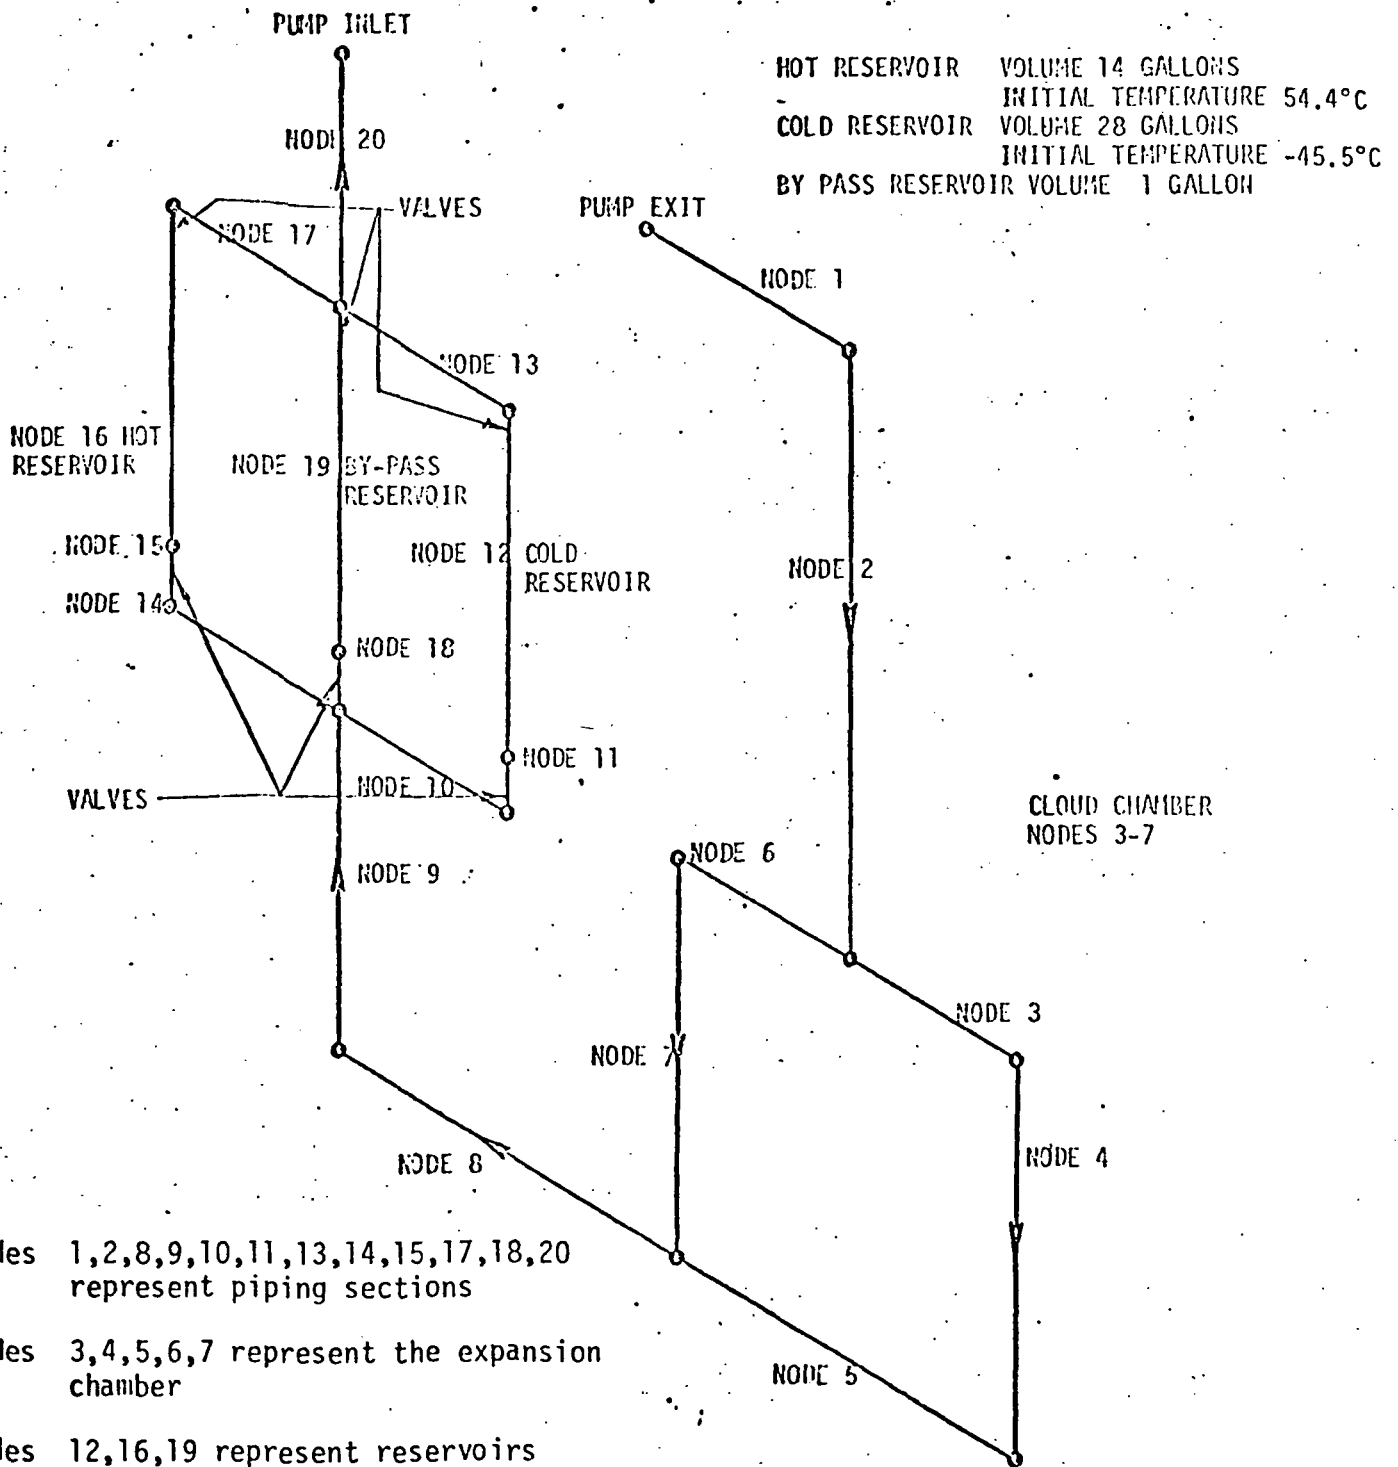 PUMP INLET
HOT RESERVOIR VOLUME 14 GALLONS
INITIAL TEMPERATURE 54.4°C
COLD RESERVOIR VOLUME 28 GALLONS
INITIAL TEMPERATURE -45.5°C
BY PASS RESERVOIR VOLUME 1 GALLON
NODE 20
VALVES
PUMP EXIT
NODE 17
NODE 1
NODE 13
NODE 16 HOT
RESERVOIR
NODE 19 BY-PASS
RESERVOIR
NODE 15
NODE 12 COLD
RESERVOIR
NODE 2
NODE 14
NODE 18
NODE 11
VALVES
NODE 10
CLOUD CHAMBER
NODES 3-7
NODE 6
NODE 9
NODE 3
NODE 7
NODE 8
NODE 4
des 1,2,8,9,10,11,13,14,15,17,18,20
represent piping sections
des 3,4,5,6,7 represent the expansion
chamber
NODE 5
des 12,16,19 represent reservoirs